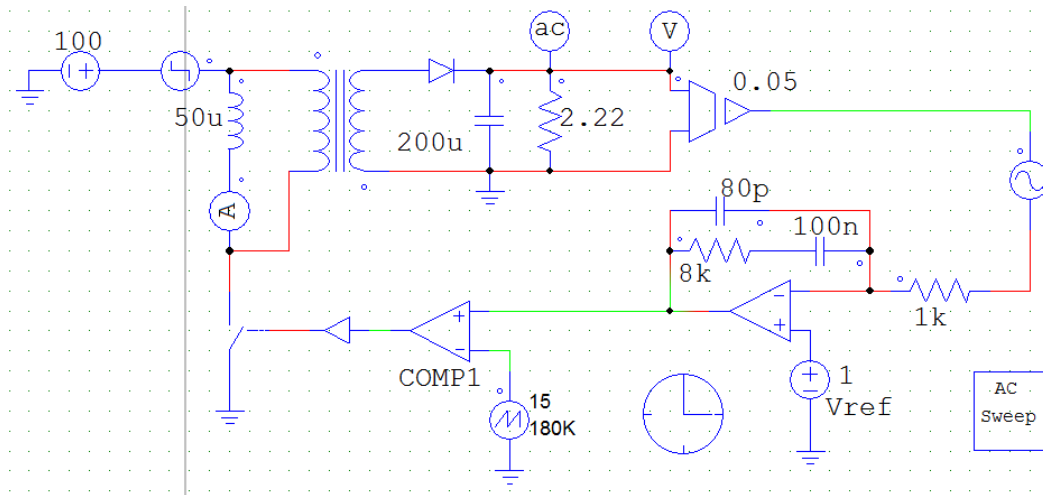 100
ac
V
0.05
50u
200u
2.22
A
80p
100n
8k
1k
COMP1
1
Vref
15
180K
AC
Sweep